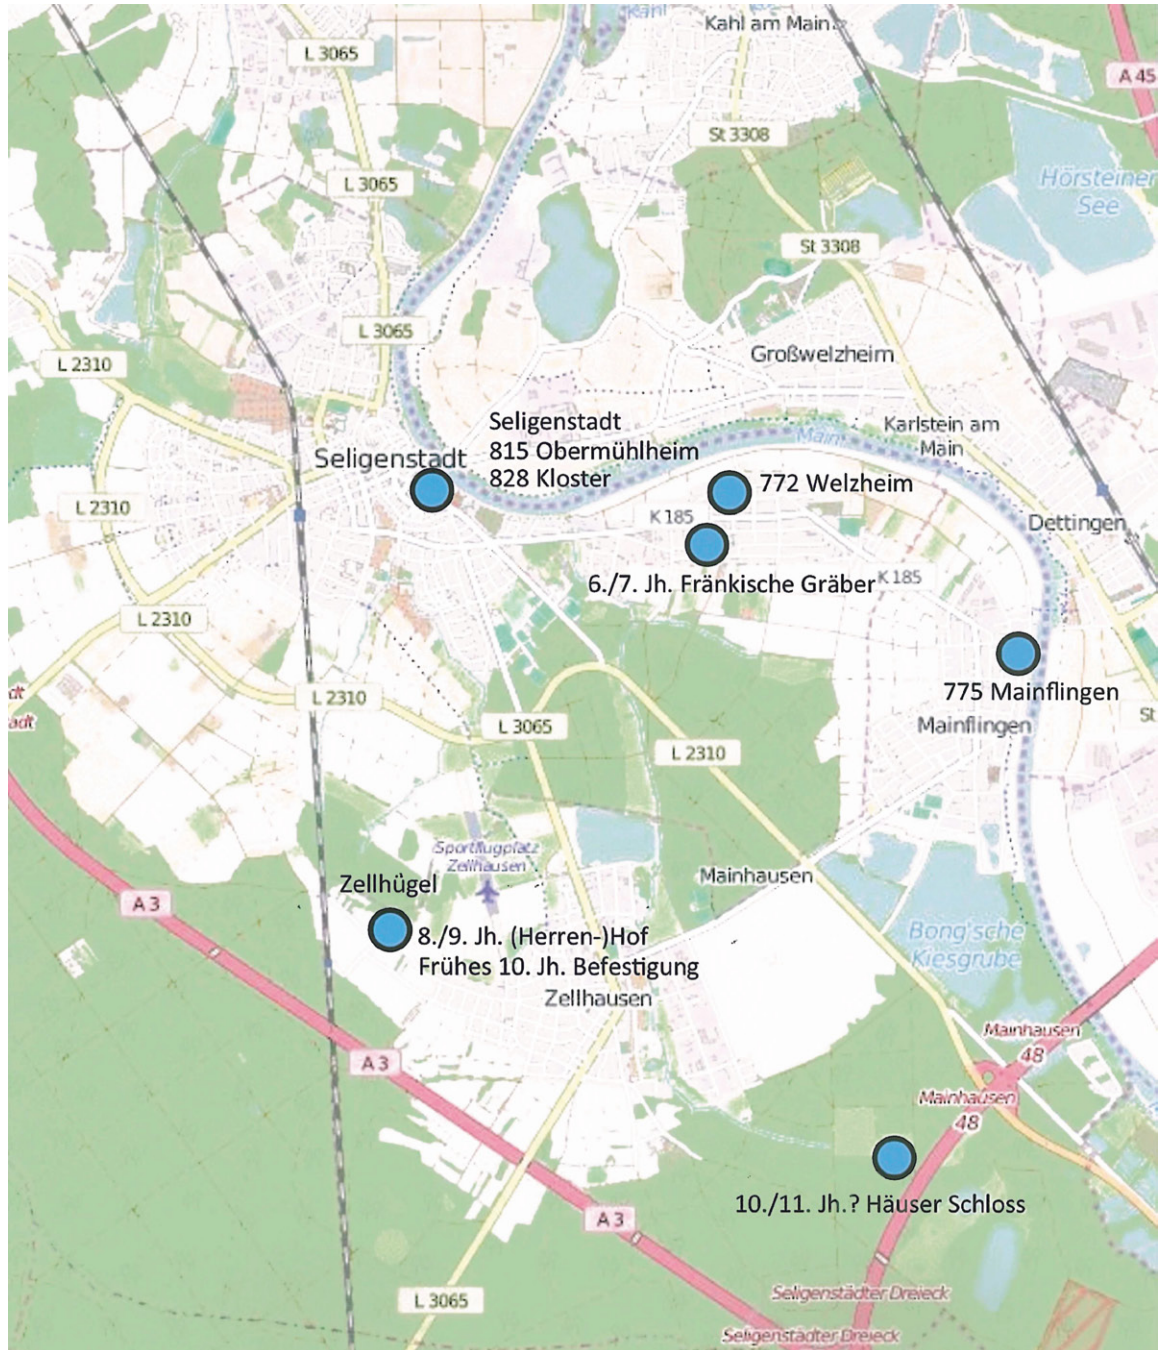 Kahl
Kahl am Main
L 3065
A 45
St 3308
L 3065
Hörsteiner
See
St 3308
L 3065
L 2310
Großwelzheim
Seligenstadt
815 Obermühlheim
828 Kloster
Karlstein am
Main
Main
Seligenstadt
772 Welzheim
L 2310
K 185
Dettingen
6./7. Jh. Fränkische Gräber
K 185
L 2310
dt
adt
L 2310
775 Mainflingen
St
L 3065
Mainflingen
L 2310
Sportflugplatz
Zellhausen
Mainhausen
Zellhügel
A 3
8./9. Jh. (Herren-)Hof
Frühes 10. Jh. Befestigung
Bong'sche
Kiesgrube
Zellhausen
Mainhausen
48
A 3
Mainhausen
48
10./11. Jh.? Häuser Schloss
A 3
L 3065
Seligenstädter Dreieck
Seligenstädter Dreieck